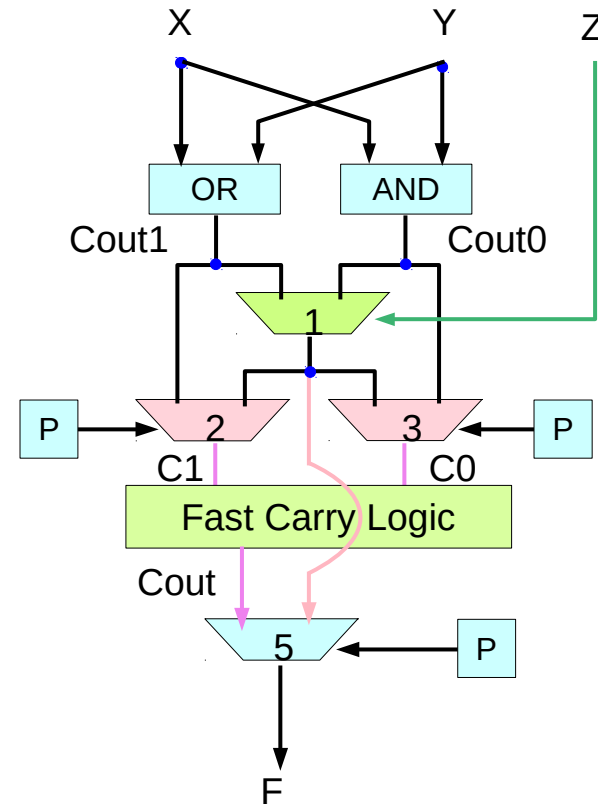 X Y Z
OR AND
Cout1 Cout0
1
P 2 3 P
C1 C0
Fast Carry Logic
Cout
5 P
F